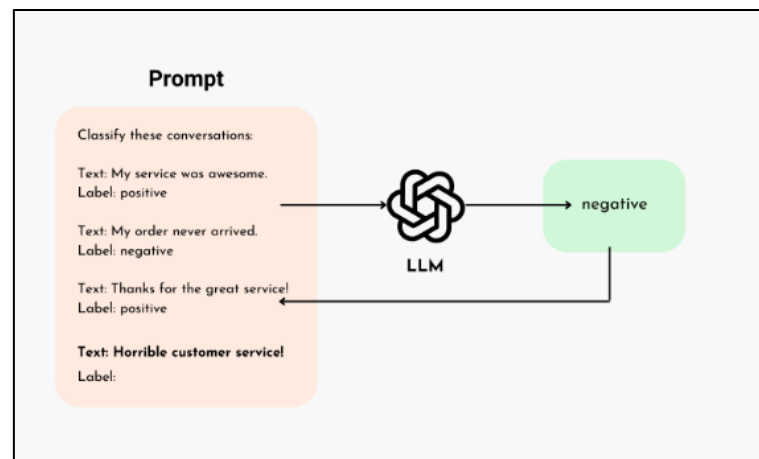 Prompt
Classify these conversations:
Text: My service was awesome.
Label: positive
Text: My order never arrived.
Label: negative
Text: Thanks for the great service!
Label: positive
Text: Horrible customer service!
Label:
LLM
negative